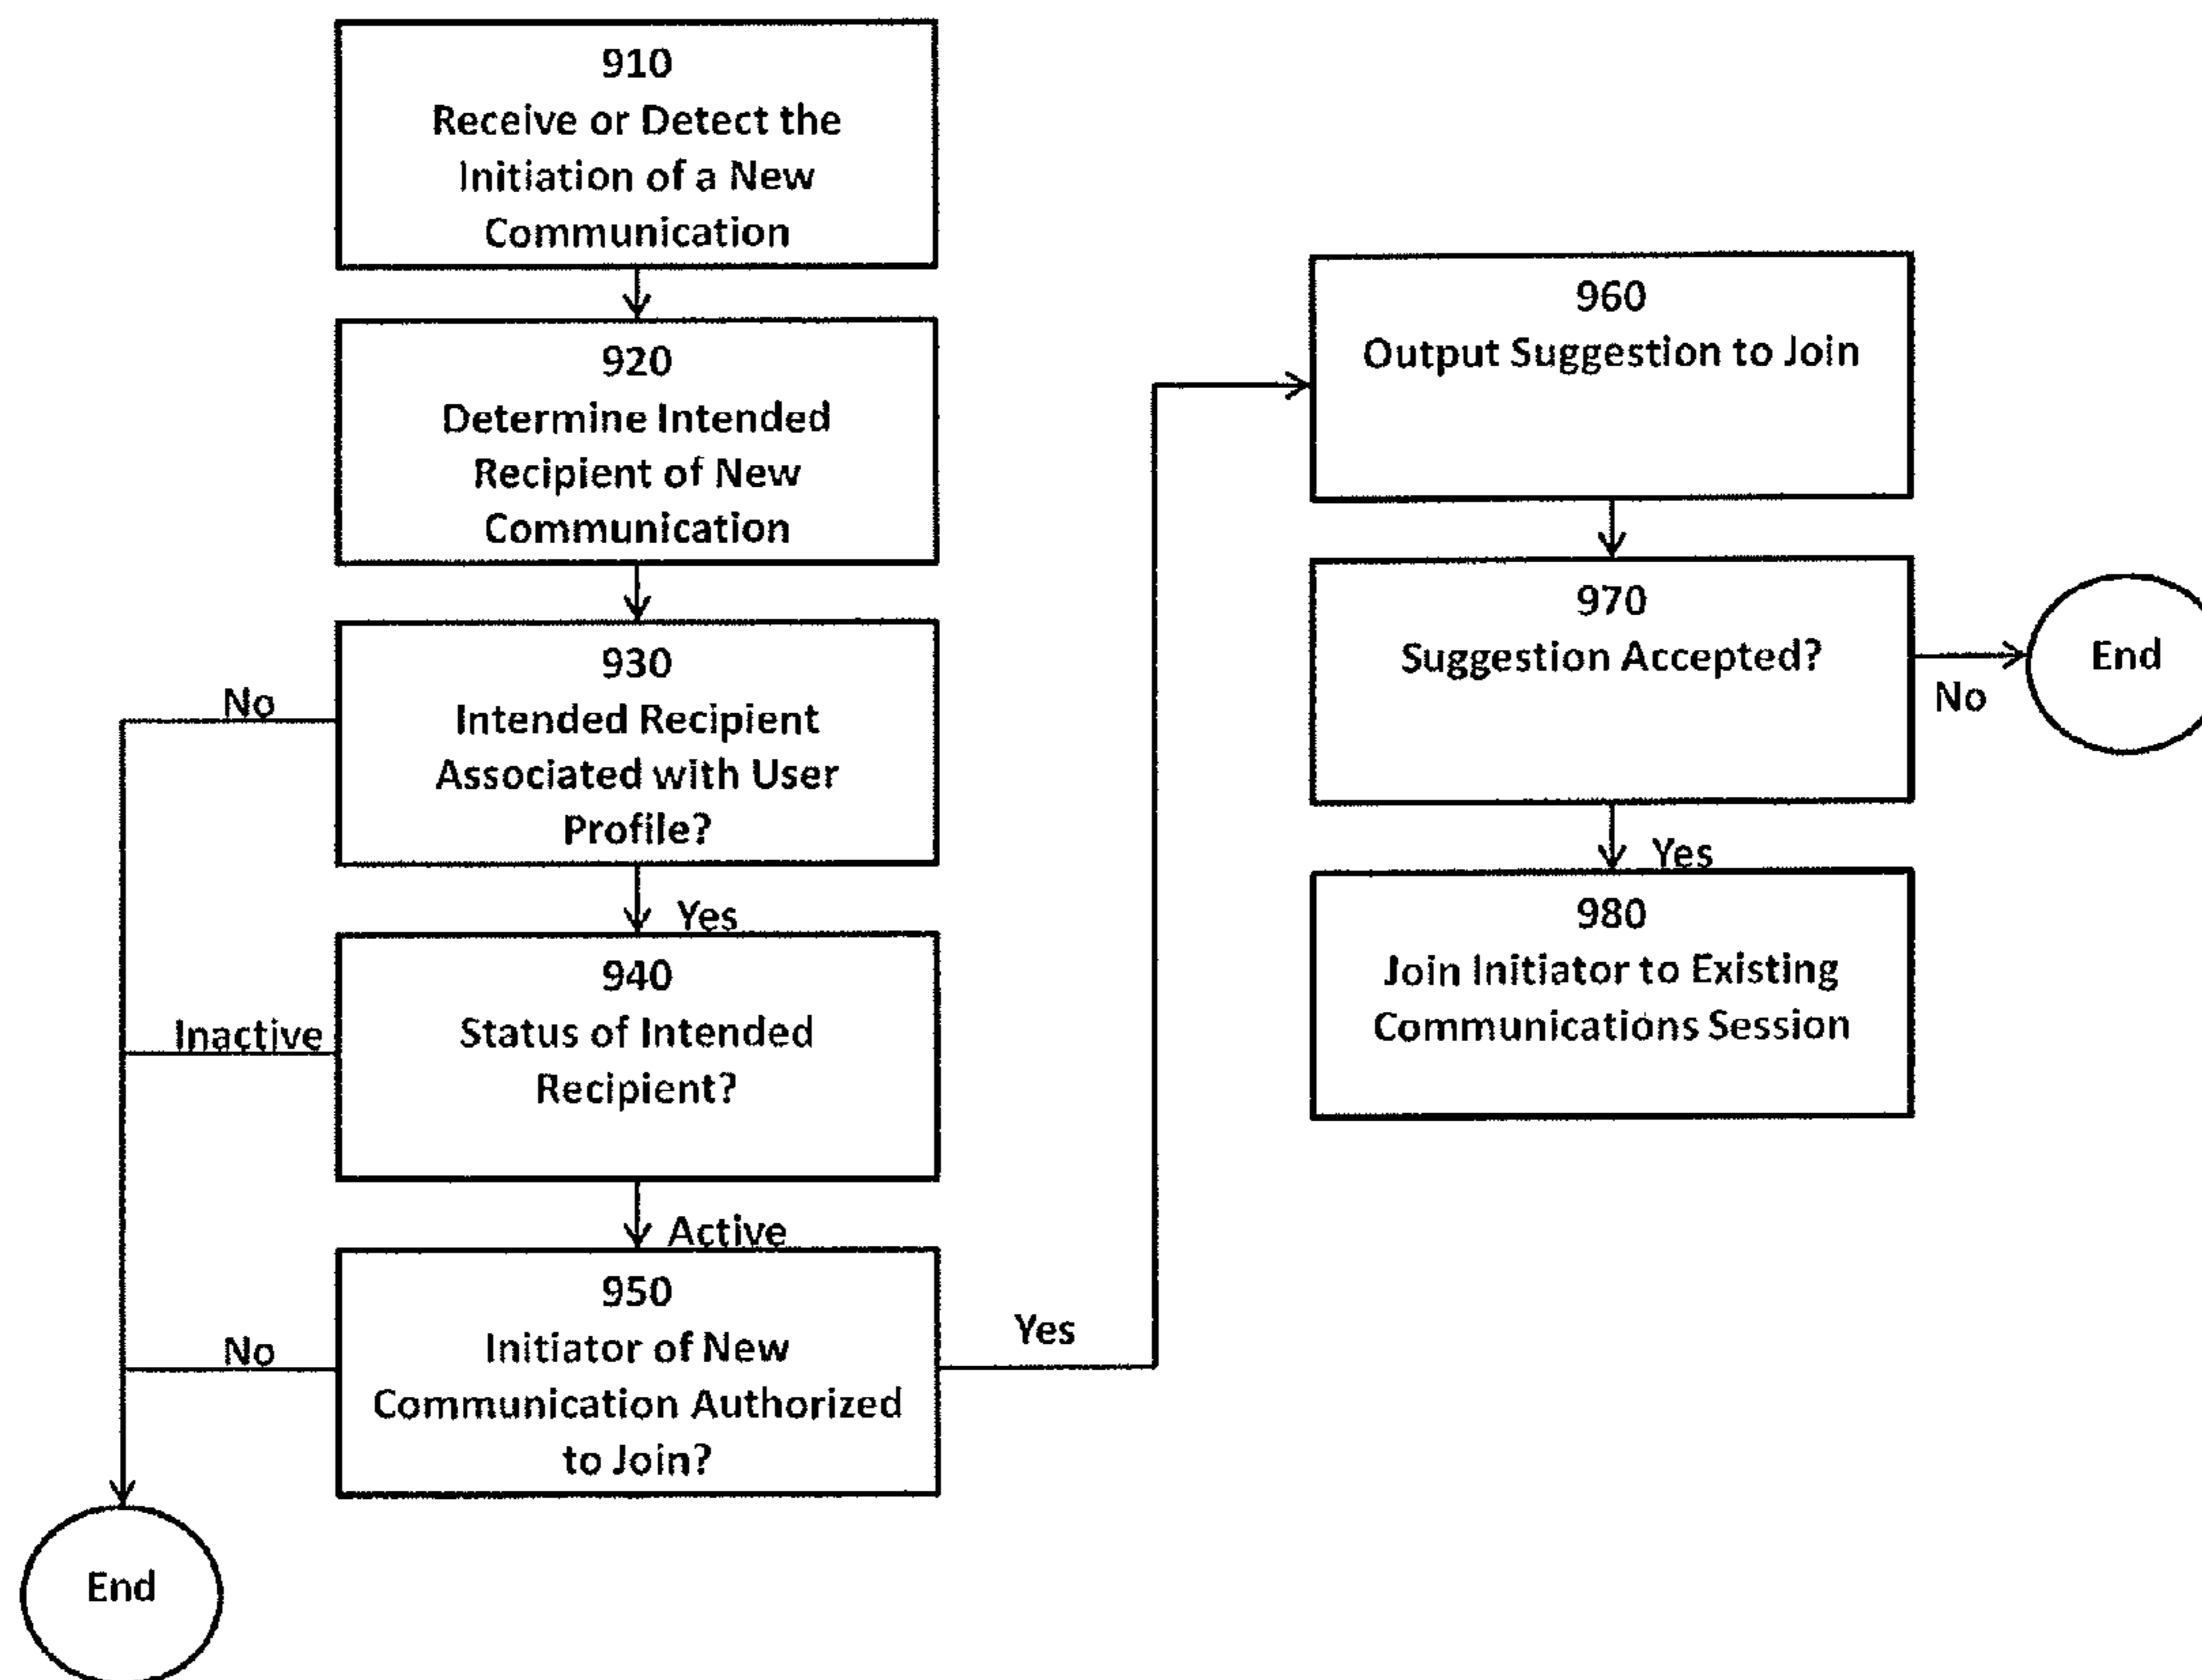 910
Receive or Detect the
Initiation of a New
Communication
920
Determine Intended
Recipient of New
Communication
No
930
Intended Recipient
Associated with User
Profile?
Yes
Inactive
940
Status of Intended
Recipient?
Active
No
950
Initiator of New
Communication Authorized
to Join?
Yes
End
960
Output Suggestion to Join
970
Suggestion Accepted?
No
End
Yes
980
Join Initiator to Existing
Communications Session